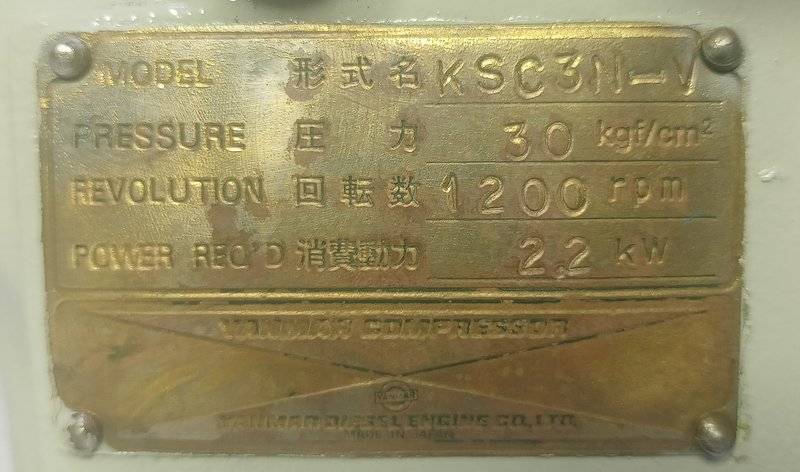 MODEL 形式名 KSC3N-V
PRESSURE 圧力 30 kgf/cm²
REVOLUTION 回転数 1200 rpm
POWER REQ'D 消費動力 2.2 kW
YANMAR COMPRESSOR
YANMAR
YANMAR DIESEL ENGINE CO., LTD.
MADE IN JAPAN